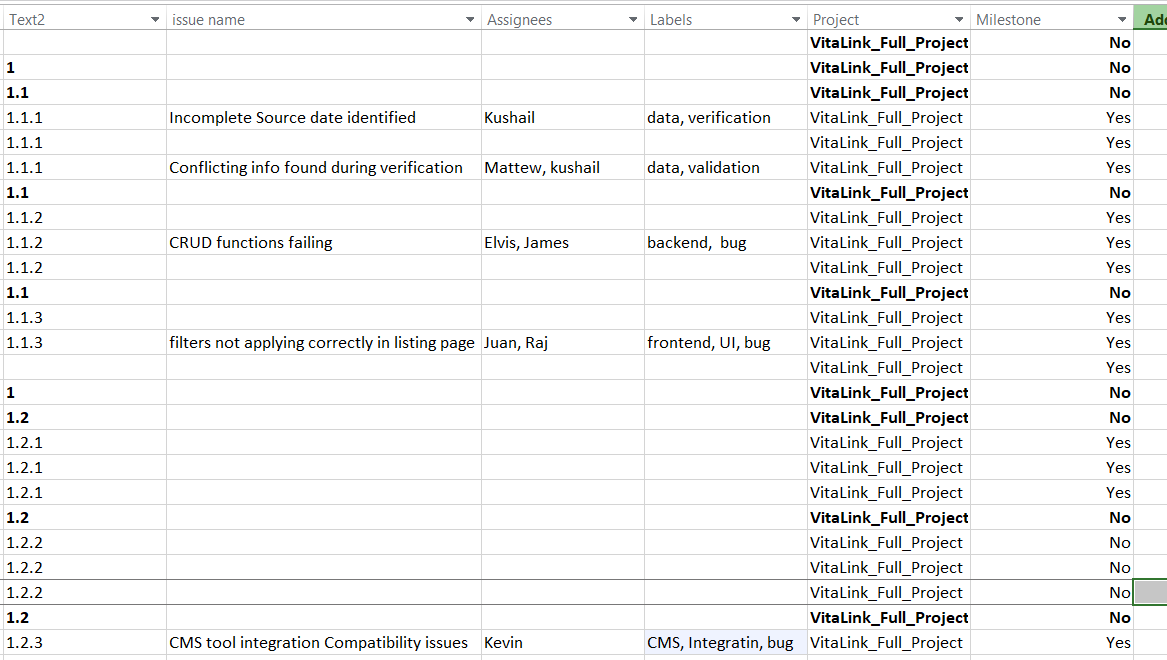 Text2 issue name Assignees Labels Project Milestone
VitaLink_Full_Project No
1 VitaLink_Full_Project No
1.1 VitaLink_Full_Project No
1.1.1 Incomplete Source date identified Kushail data, verification VitaLink_Full_Project Yes
1.1.1 VitaLink_Full_Project Yes
1.1.1 Conflicting info found during verification Mattew, kushail data, validation VitaLink_Full_Project Yes
1.1 VitaLink_Full_Project No
1.1.2 VitaLink_Full_Project Yes
1.1.2 CRUD functions failing Elvis, James backend,  bug VitaLink_Full_Project Yes
1.1.2 VitaLink_Full_Project Yes
1.1 VitaLink_Full_Project No
1.1.3 VitaLink_Full_Project Yes
1.1.3 filters not applying correctly in listing page Juan, Raj frontend, UI, bug VitaLink_Full_Project Yes
VitaLink_Full_Project Yes
1 VitaLink_Full_Project No
1.2 VitaLink_Full_Project No
1.2.1 VitaLink_Full_Project Yes
1.2.1 VitaLink_Full_Project Yes
1.2.1 VitaLink_Full_Project Yes
1.2 VitaLink_Full_Project No
1.2.2 VitaLink_Full_Project No
1.2.2 VitaLink_Full_Project No
1.2.2 VitaLink_Full_Project No
1.2 VitaLink_Full_Project No
1.2.3 CMS tool integration Compatibility issues Kevin CMS, Integratin, bug VitaLink_Full_Project Yes